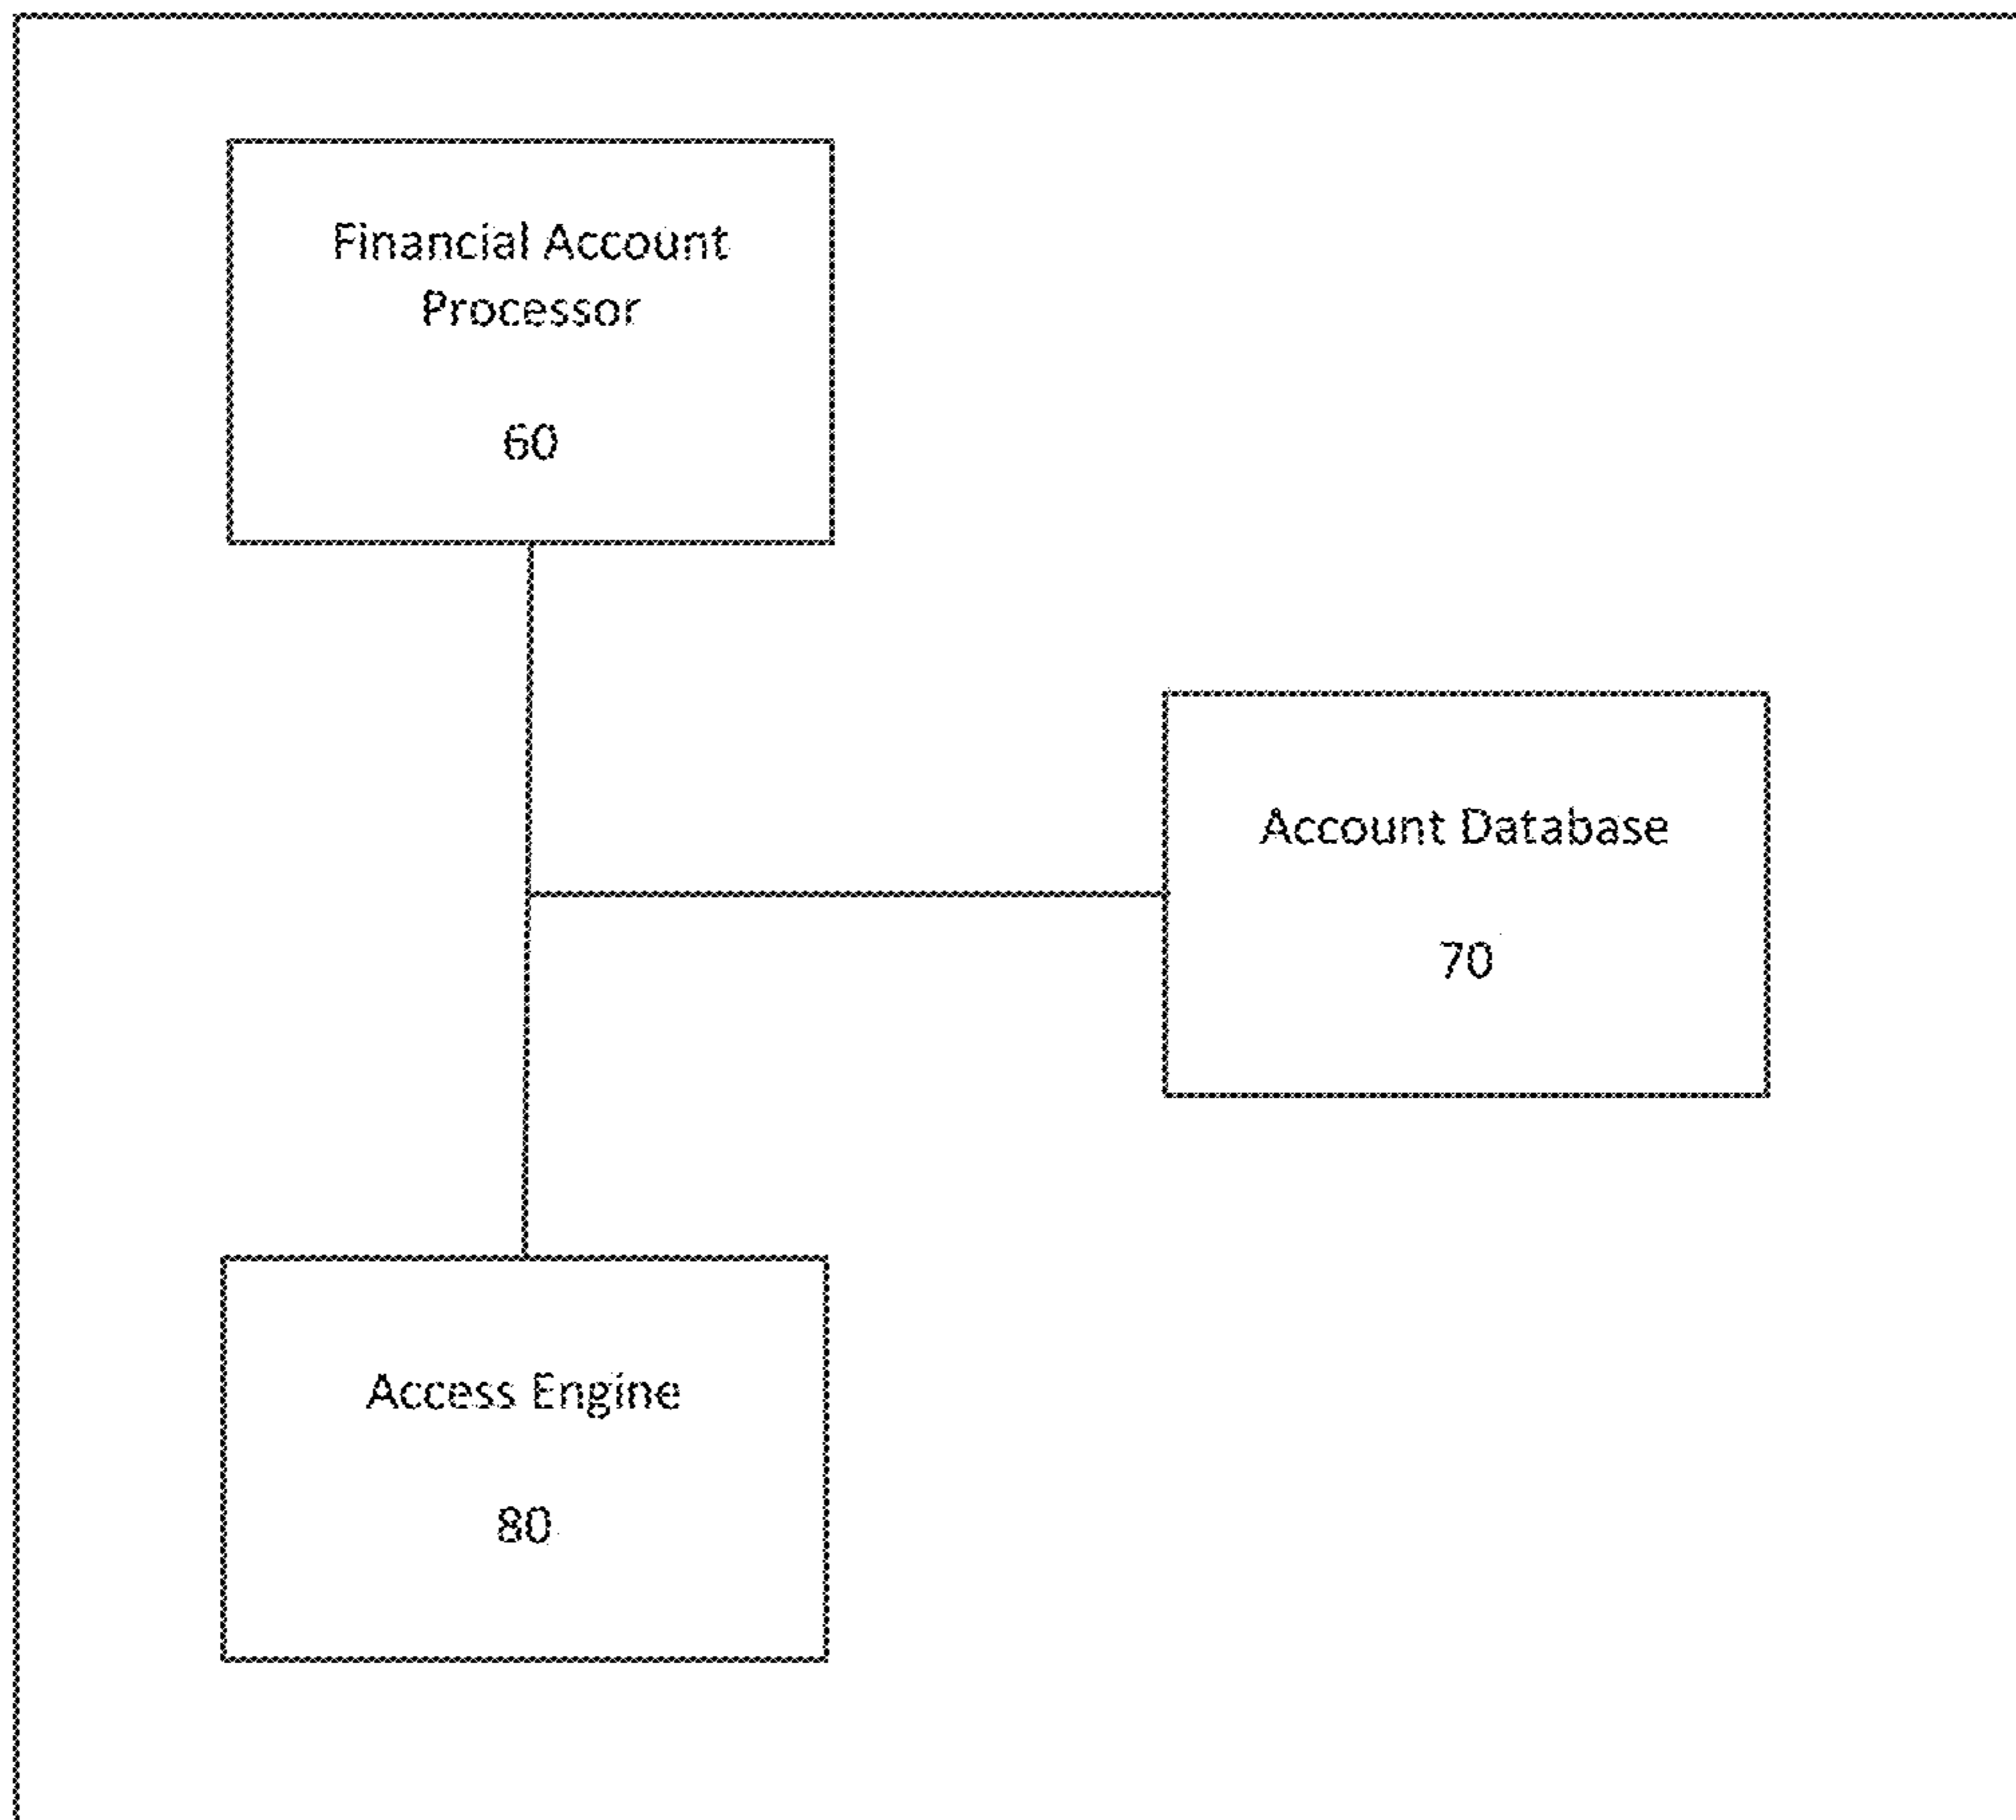 Financial Account
Processor
60
Account Database
70
Access Engine
80